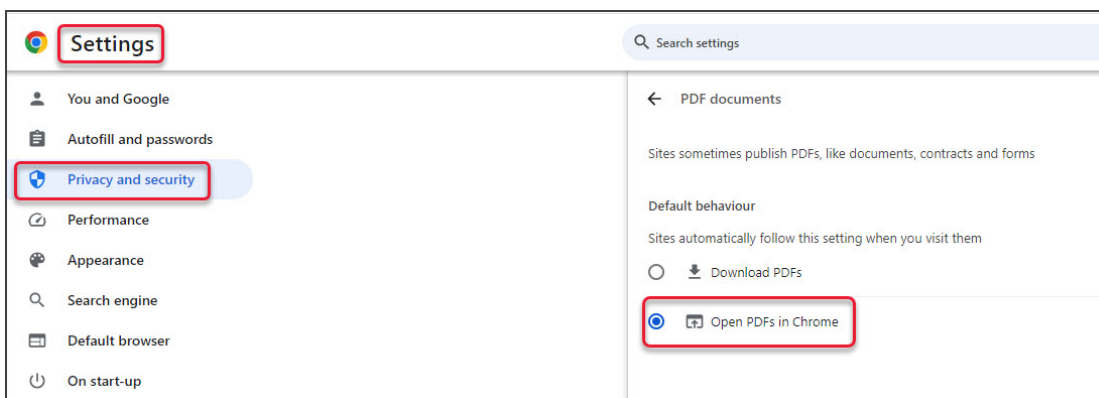 Settings
Search settings
You and Google
Autofill and passwords
Privacy and security
Performance
Appearance
Search engine
Default browser
On start-up
PDF documents
Sites sometimes publish PDFs, like documents, contracts and forms
Default behaviour
Sites automatically follow this setting when you visit them
Download PDFs
Open PDFs in Chrome